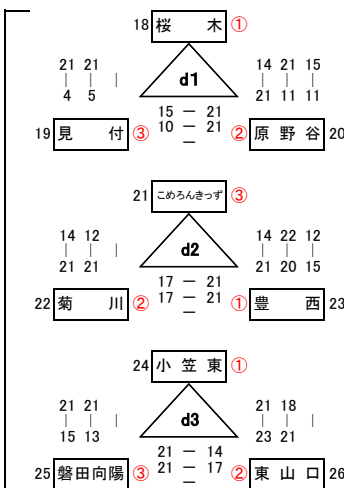 18 桜 木 ①
21 21 14 21 15
| | | | | |
4 5 21 11 11
d1
15 — 21
10 — 21
—
19 見 付 ③ ② 原 野 谷 20
21 こめろんきっず ③
14 12 14 22 12
| | | | | |
21 21 21 20 15
d2
17 — 21
17 — 21
—
22 菊 川 ② ① 豊 西 23
24 小 笠 東 ①
21 21 21 18
| | | | | |
15 13 23 21
d3
21 — 14
21 — 17
—
25 磐田向陽 ③ ② 東 山 口 26